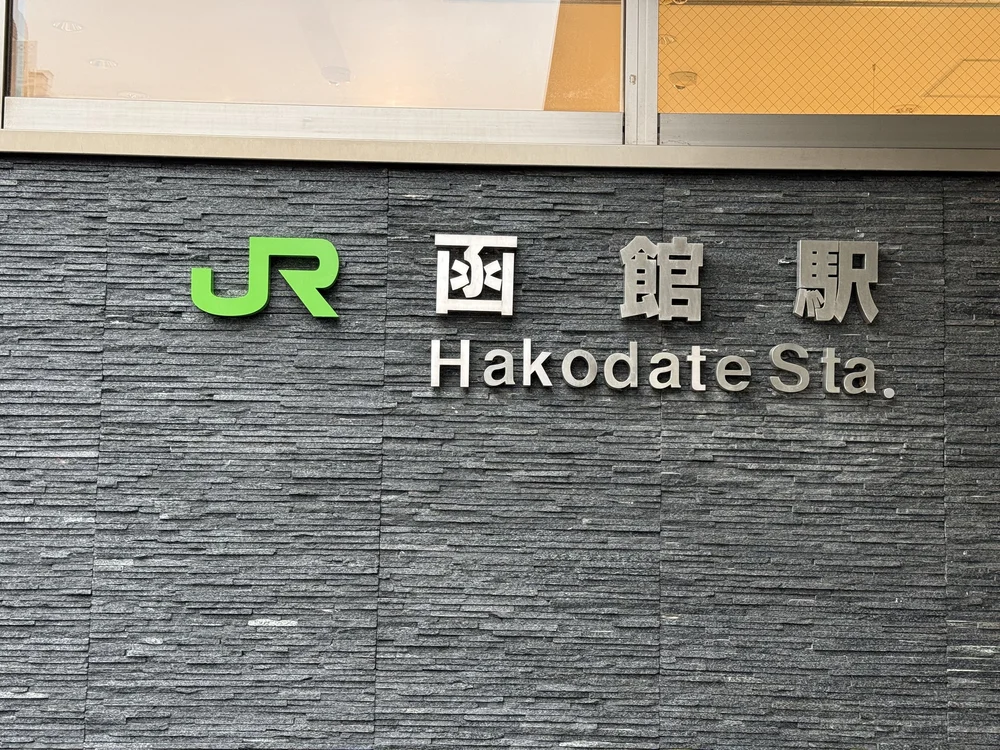 JR 函館駅
Hakodate Sta.